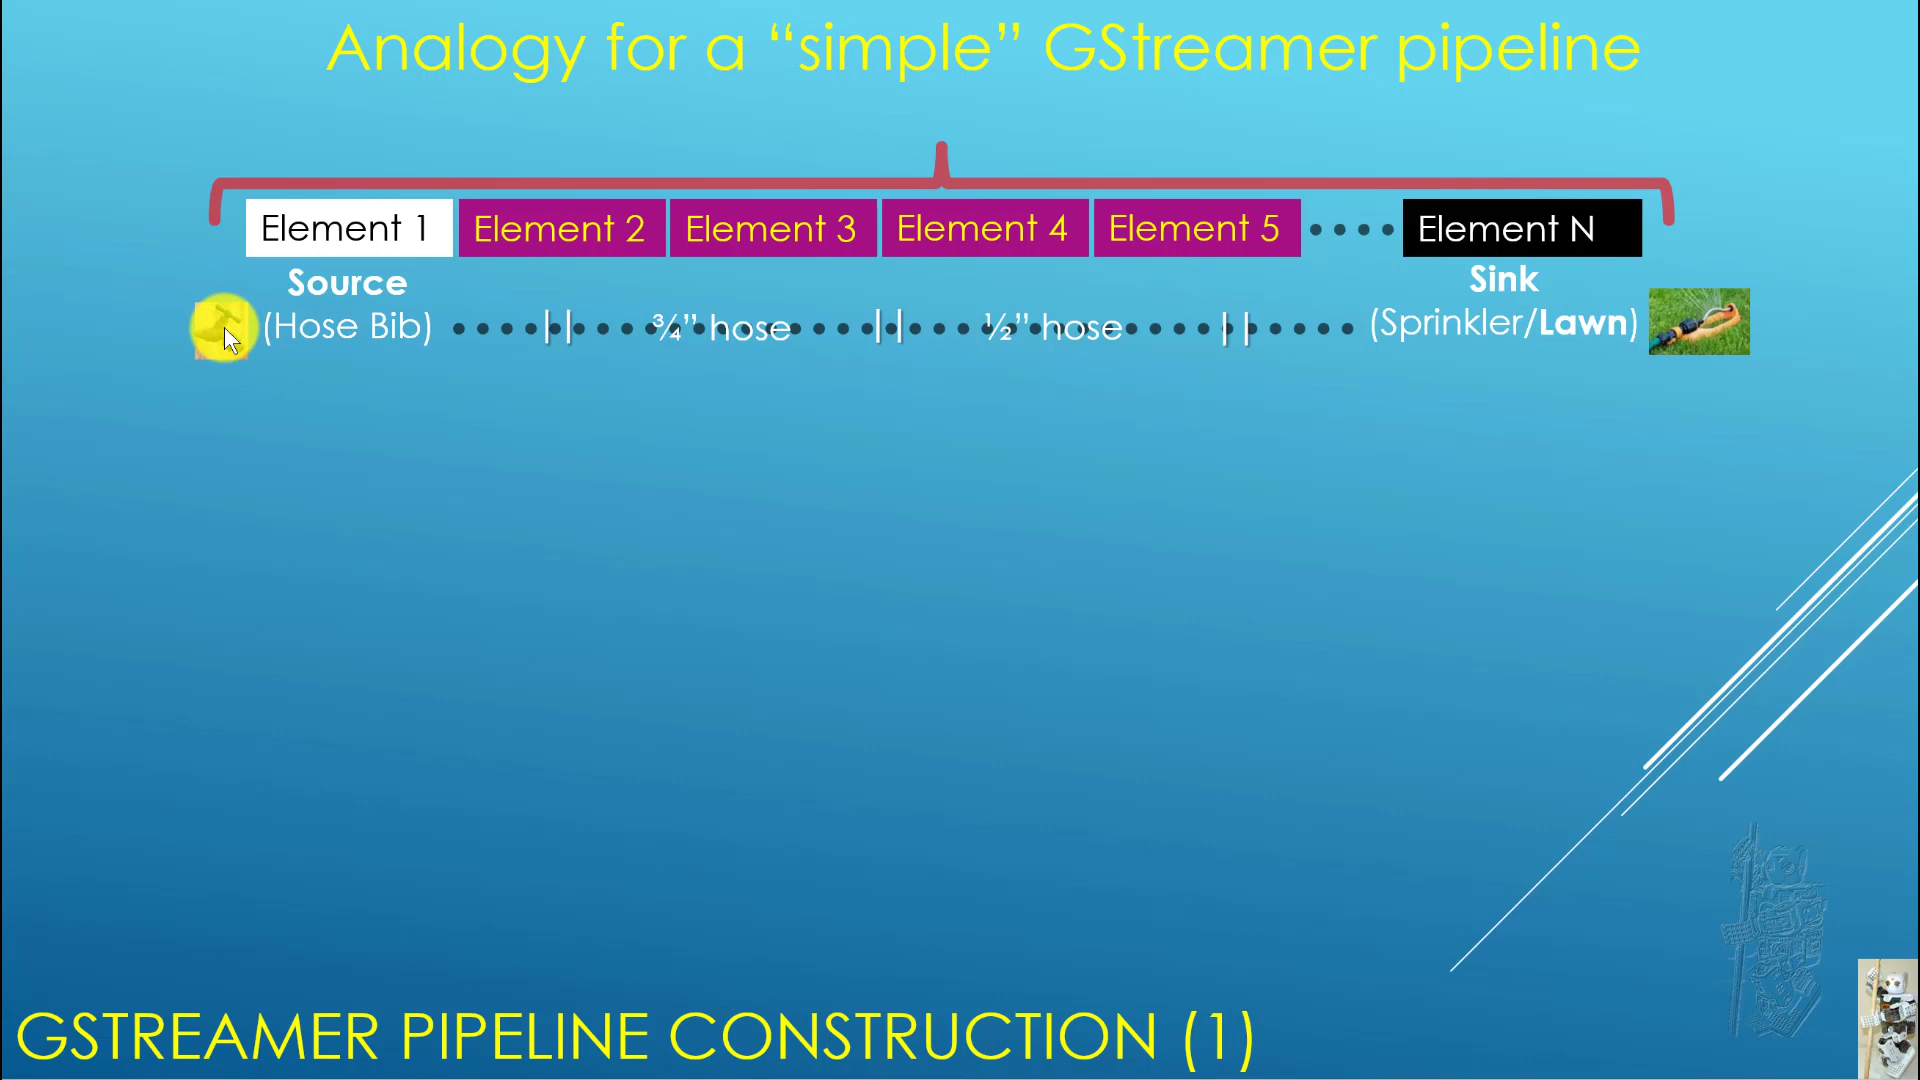 Analogy for a “simple” GStreamer pipeline
Element 1 Element 2 Element 3 Element 4 Element 5 •••• Element N
Source Sink
(Hose Bib) || ¾” hose || ½” hose || (Sprinkler/Lawn)
GSTREAMER PIPELINE CONSTRUCTION (1)